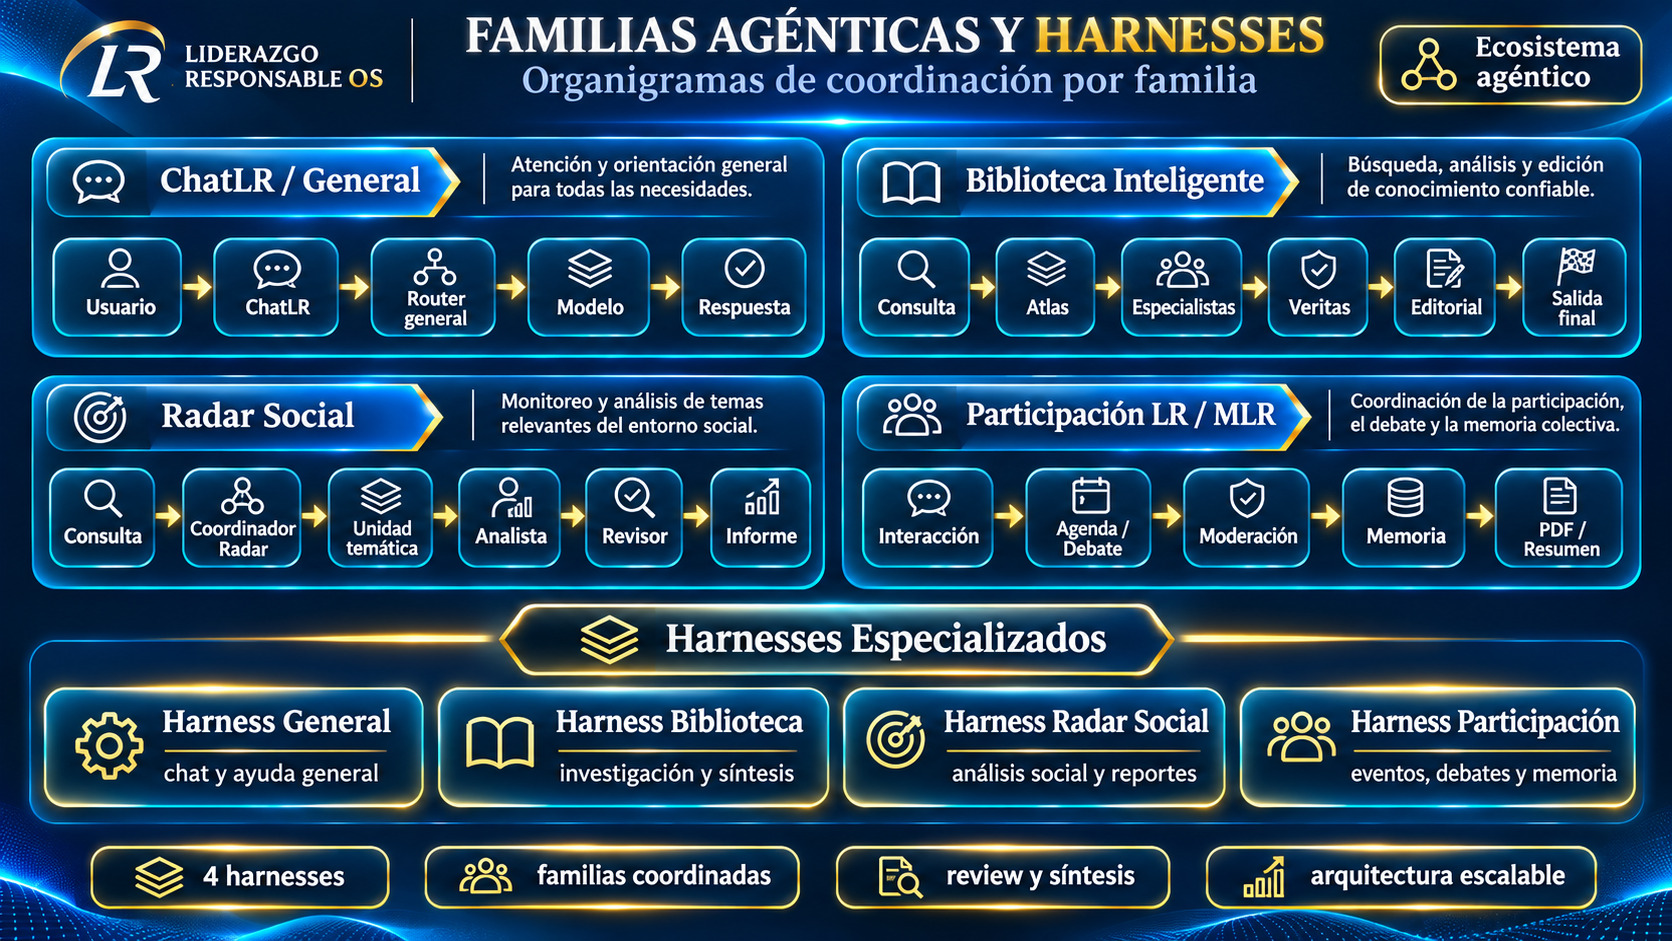 LR
LIDERAZGO
RESPONSABLE OS
FAMILIAS AGÉNTICAS Y HARNESSES
Organigramas de coordinación por familia
Ecosistema
agéntico
ChatLR / General
Atención y orientación general
para todas las necesidades.
Usuario
ChatLR
Router
general
Modelo
Respuesta
Biblioteca Inteligente
Búsqueda, análisis y edición
de conocimiento confiable.
Consulta
Atlas
Especialistas
Veritas
Editorial
Salida
final
Radar Social
Monitoreo y análisis de temas
relevantes del entorno social.
Consulta
Coordinador
Radar
Unidad
temática
Analista
Revisor
Informe
Participación LR / MLR
Coordinación de la participación,
el debate y la memoria colectiva.
Interacción
Agenda /
Debate
Moderación
Memoria
PDF /
Resumen
Harnesses Especializados
Harness General
chat y ayuda general
Harness Biblioteca
investigación y síntesis
Harness Radar Social
análisis social y reportes
Harness Participación
eventos, debates y memoria
4 harnesses
familias coordinadas
review y síntesis
arquitectura escalable